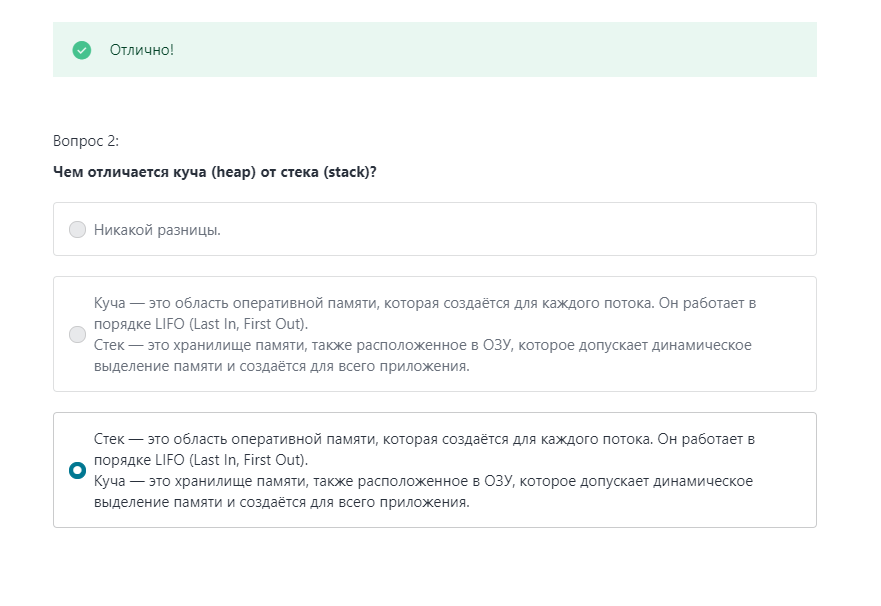 Отлично!
Вопрос 2:
Чем отличается куча (heap) от стека (stack)?
Никакой разницы.
Куча — это область оперативной памяти, которая создаётся для каждого потока. Он работает в
порядке LIFO (Last In, First Out).
Стек — это хранилище памяти, также расположенное в ОЗУ, которое допускает динамическое
выделение памяти и создаётся для всего приложения.
Стек — это область оперативной памяти, которая создаётся для каждого потока. Он работает в
порядке LIFO (Last In, First Out).
Куча — это хранилище памяти, также расположенное в ОЗУ, которое допускает динамическое
выделение памяти и создаётся для всего приложения.